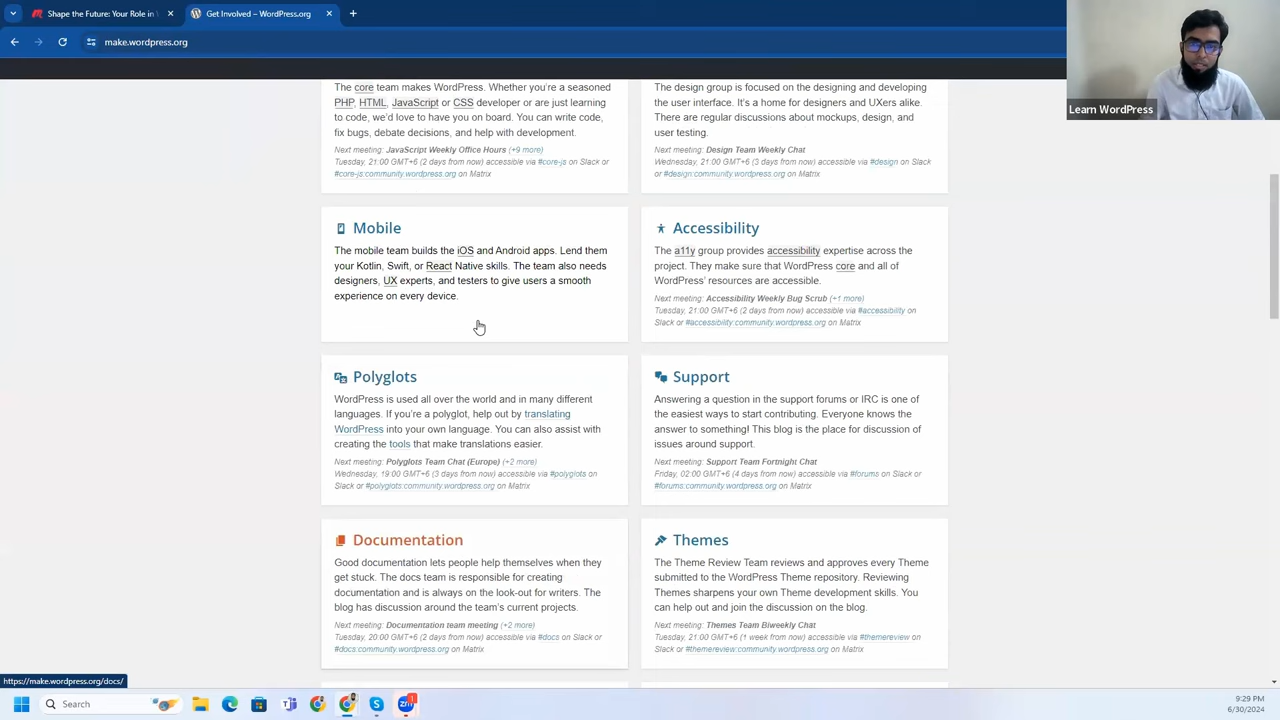 Shape the Future: Your Role in
Get Involved – WordPress.org
make.wordpress.org
Learn WordPress
The core team makes WordPress. Whether you're a seasoned
PHP, HTML, JavaScript or CSS developer or are just learning
to code, we'd love to have you on board. You can write code,
fix bugs, debate decisions, and help with development.
Next meeting: JavaScript Weekly Office Hours (+9 more)
Tuesday, 21:00 GMT+6 (2 days from now) accessible via #core-js on Slack or
#core-js:community.wordpress.org on Matrix
The design group is focused on the designing and developing
the user interface. It's a home for designers and UXers alike.
There are regular discussions about mockups, design, and
user testing.
Next meeting: Design Team Weekly Chat
Wednesday, 21:00 GMT+6 (3 days from now) accessible via #design on Slack
or #design:community.wordpress.org on Matrix
Mobile
The mobile team builds the iOS and Android apps. Lend them
your Kotlin, Swift, or React Native skills. The team also needs
designers, UX experts, and testers to give users a smooth
experience on every device.
Accessibility
The a11y group provides accessibility expertise across the
project. They make sure that WordPress core and all of
WordPress' resources are accessible.
Next meeting: Accessibility Weekly Bug Scrub (+1 more)
Tuesday, 21:00 GMT+6 (2 days from now) accessible via #accessibility on
Slack or #accessibility:community.wordpress.org on Matrix
Polyglots
WordPress is used all over the world and in many different
languages. If you're a polyglot, help out by translating
WordPress into your own language. You can also assist with
creating the tools that make translations easier.
Next meeting: Polyglots Team Chat (Europe) (+2 more)
Wednesday, 19:00 GMT+6 (3 days from now) accessible via #polyglots on
Slack or #polyglots:community.wordpress.org on Matrix
Support
Answering a question in the support forums or IRC is one of
the easiest ways to start contributing. Everyone knows the
answer to something! This blog is the place for discussion of
issues around support.
Next meeting: Support Team Fortnight Chat
Friday, 02:00 GMT+6 (4 days from now) accessible via #forums on Slack or
#forums:community.wordpress.org on Matrix
Documentation
Good documentation lets people help themselves when they
get stuck. The docs team is responsible for creating
documentation and is always on the look-out for writers. The
blog has discussion around the team's current projects.
Next meeting: Documentation team meeting (+2 more)
Tuesday, 20:00 GMT+6 (2 days from now) accessible via #docs on Slack or
#docs:community.wordpress.org on Matrix
Themes
The Theme Review Team reviews and approves every Theme
submitted to the WordPress Theme repository. Reviewing
Themes sharpens your own Theme development skills. You
can help out and join the discussion on the blog.
Next meeting: Themes Team Biweekly Chat
Tuesday, 21:00 GMT+6 (1 week from now) accessible via #themereview on
Slack or #themereview:community.wordpress.org on Matrix
https://make.wordpress.org/docs/
Search
9:29 PM
6/30/2024